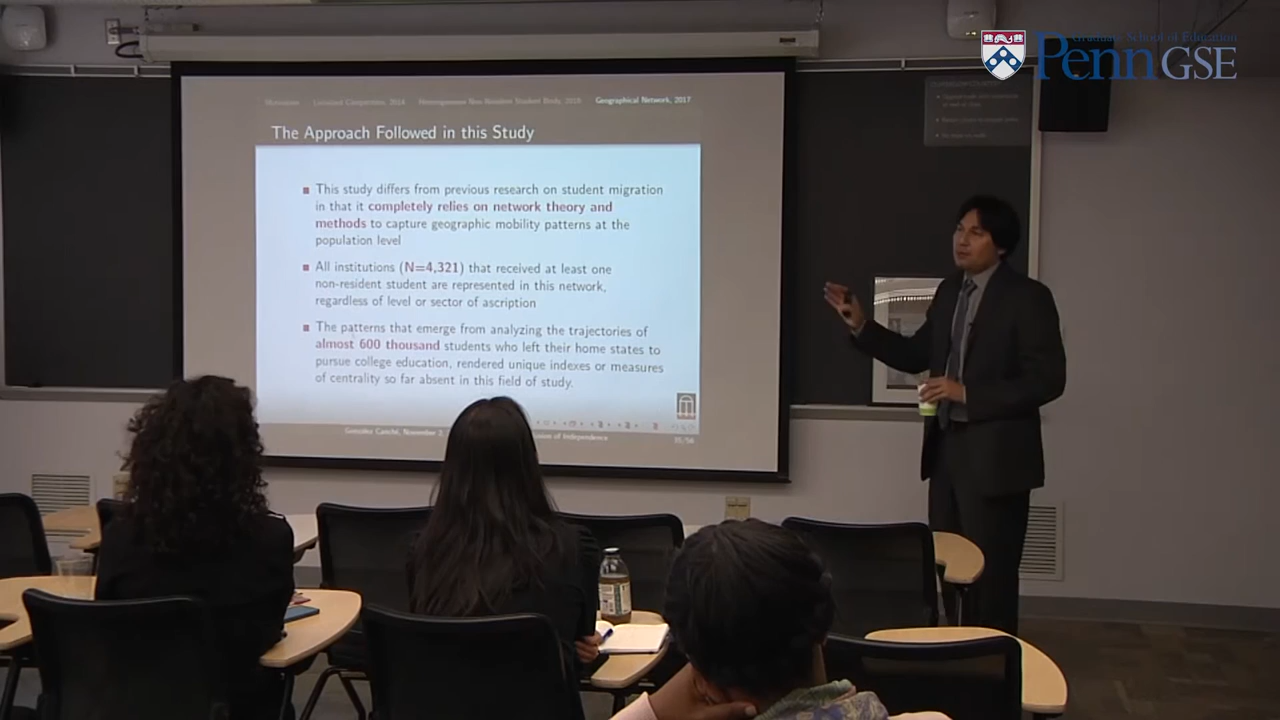 Graduate School of Education
Penn GSE
Geographical Network, 2017
The Approach Followed in this Study
This study differs from previous research on student migration
in that it completely relies on network theory and
methods to capture geographic mobility patterns at the
population level
All institutions (N=4,321) that received at least one
non-resident student are represented in this network,
regardless of level or sector of ascription
The patterns that emerge from analyzing the trajectories of
almost 600 thousand students who left their home states to
pursue college education, rendered unique indexes or measures
of centrality so far absent in this field of study.
of Independence